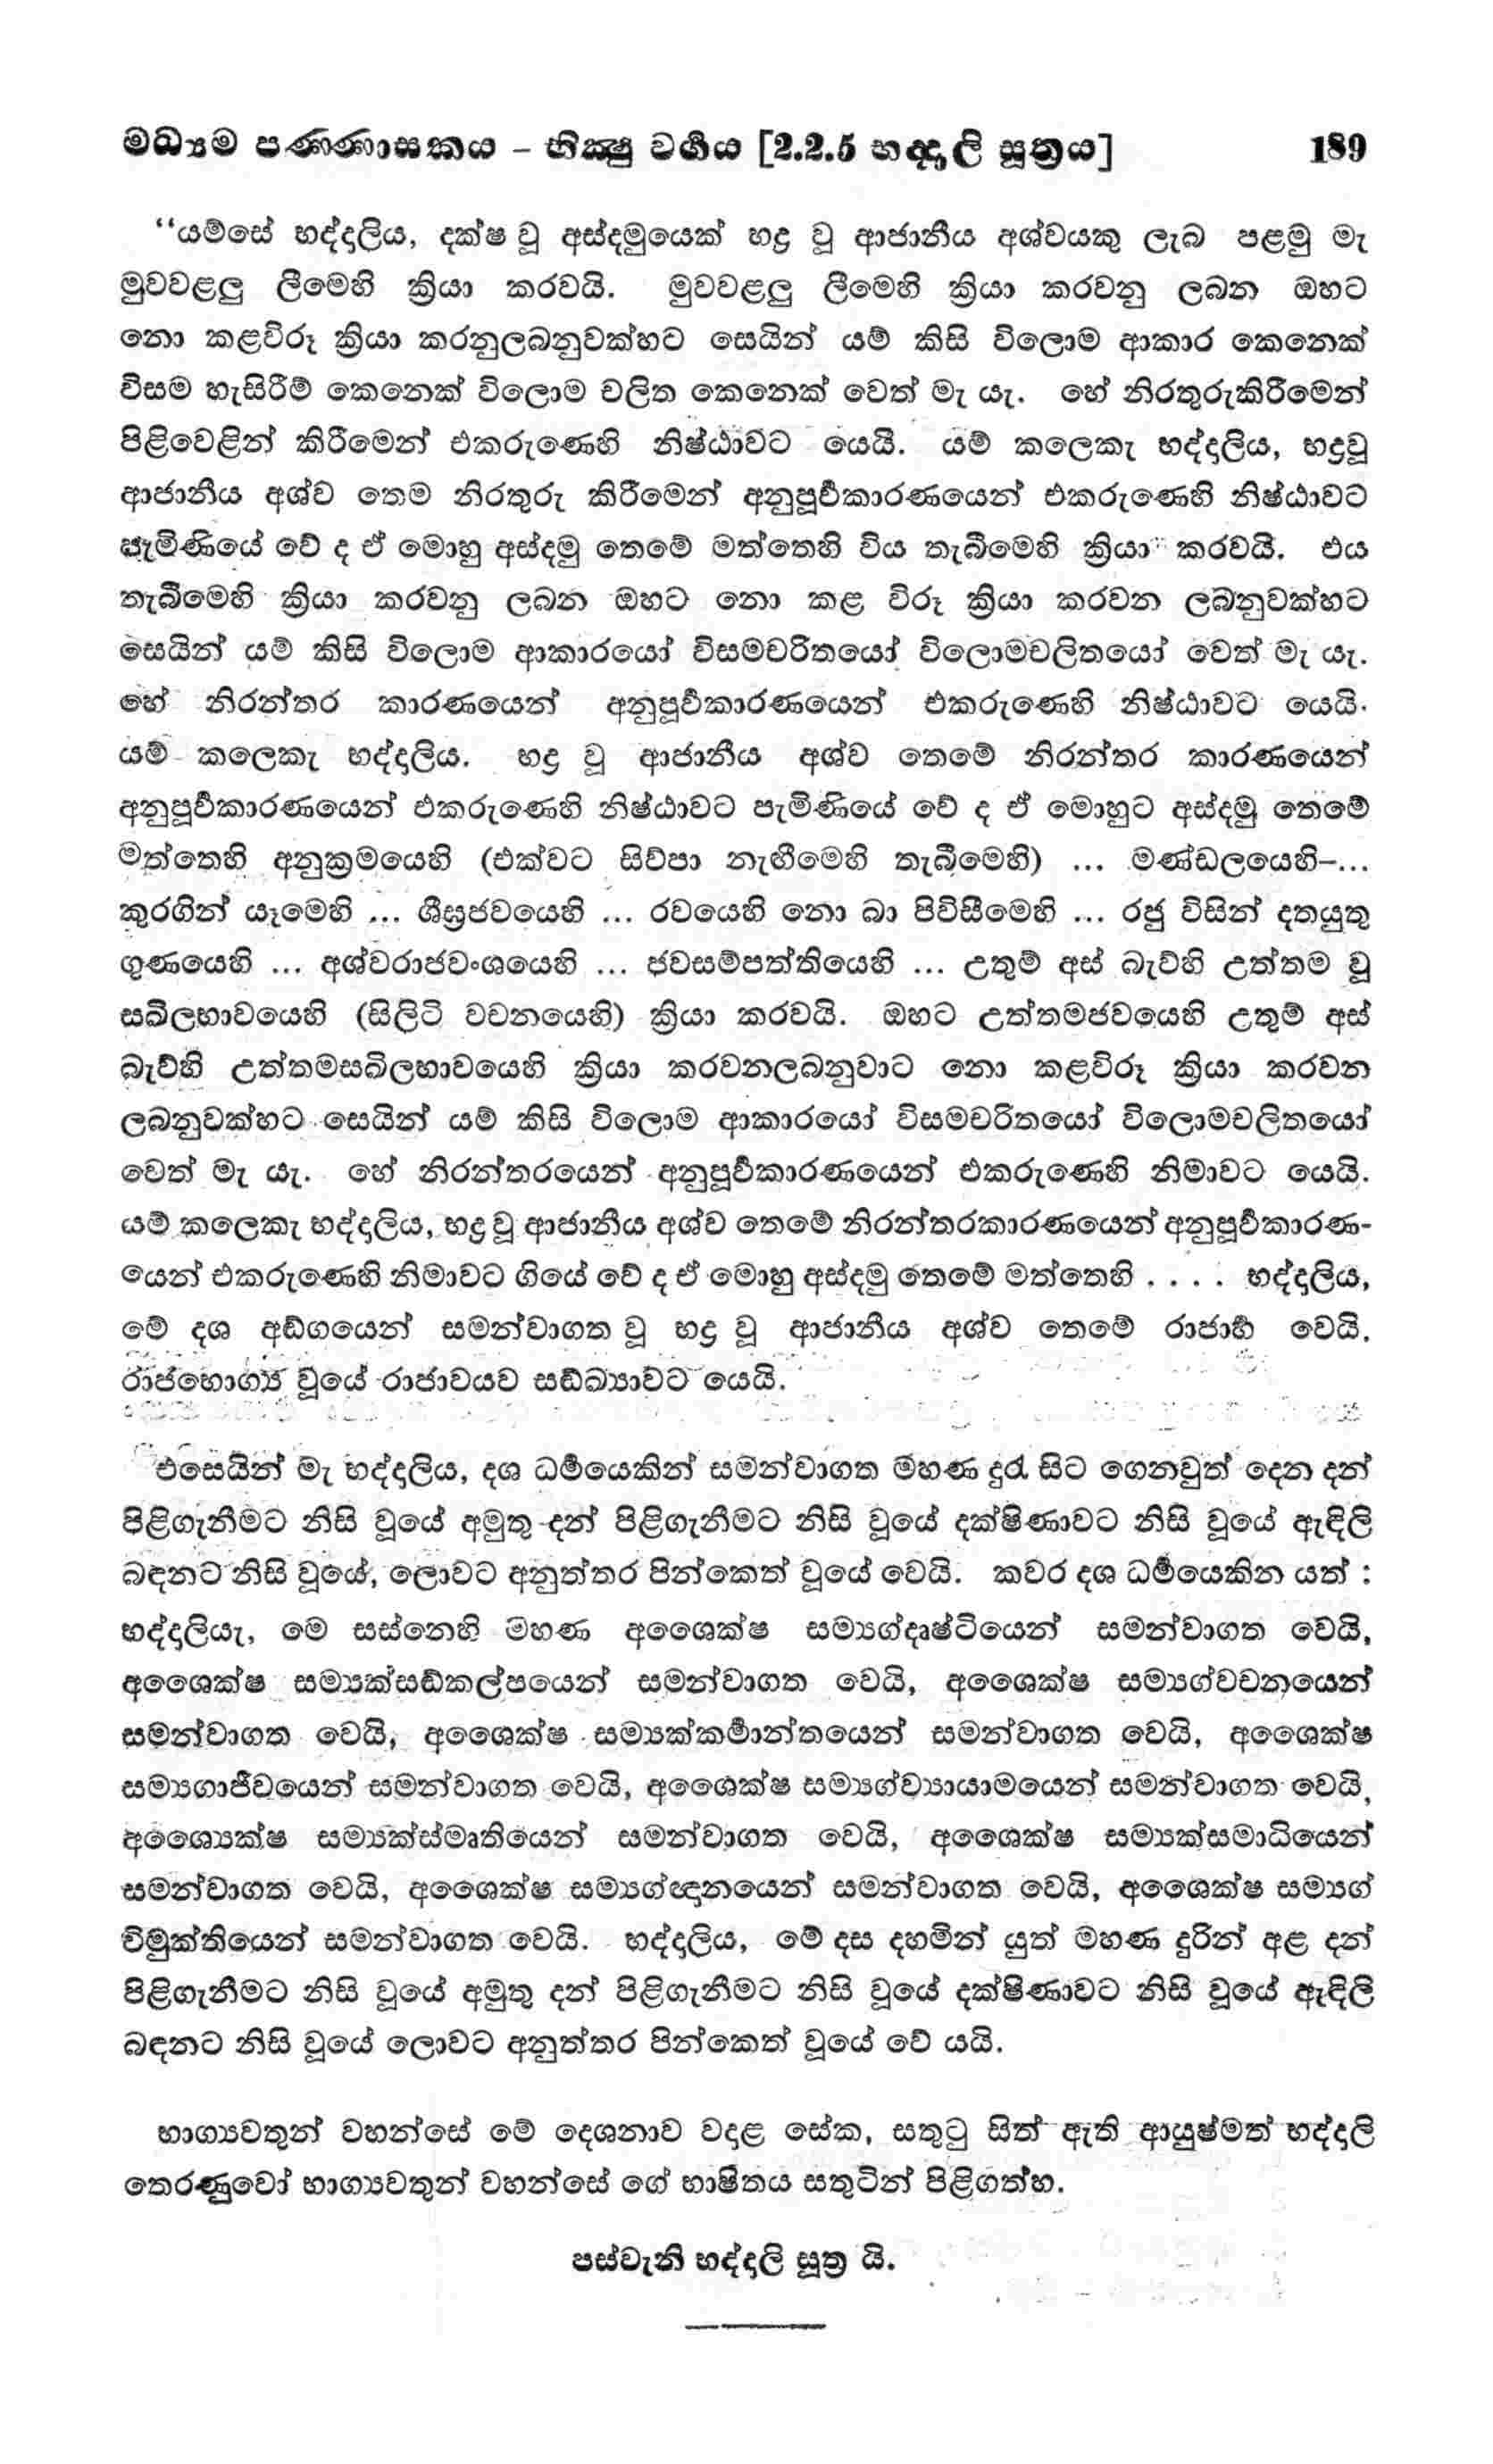 මධ්‍යම පණ්ණාසකය - භික්‍ෂු වර්‍ගය [2.2.5 භද්දාලි සූත්‍රය] 189
“යම්සේ භද්දාලිය, දක්ෂ වූ අස්දමුයෙක් භද්‍ර වූ ආජානීය අශ්වයකු ලැබ පළමු මැ
මුවවළලු ලීමෙහි ක්‍රියා කරවයි. මුවවළලු ලීමෙහි ක්‍රියා කරවනු ලබන ඔහට
නො කළවිරූ ක්‍රියා කරනුලබනුවක්හට සෙයින් යම් කිසි විලොම ආකාර කෙනෙක්
විසම හැසිරීම් කෙනෙක් විලොම චලිත කෙනෙක් වෙත් මැ යැ. හේ නිරතුරුකිරීමෙන්
පිළිවෙළින් කිරීමෙන් එකරුණෙහි නිෂ්ඨාවට යෙයි. යම් කලෙකැ භද්දාලිය, භද්‍රවූ
ආජානීය අශ්ව තෙම නිරතුරු කිරීමෙන් අනුපූර්‍වකාරණයෙන් එකරුණෙහි නිෂ්ඨාවට
පැමිණියේ වේ ද ඒ මොහු අස්දමු තෙමේ මත්තෙහි විය තැබීමෙහි ක්‍රියා කරවයි. එය
තැබීමෙහි ක්‍රියා කරවනු ලබන ඔහට නො කළ විරූ ක්‍රියා කරවන ලබනුවක්හට
සෙයින් යම් කිසි විලොම ආකාරයෝ විසමචරිතයෝ විලොමචලිතයෝ වෙත් මැ යැ.
හේ නිරන්තර කාරණයෙන් අනුපූර්‍වකාරණයෙන් එකරුණෙහි නිෂ්ඨාවට යෙයි.
යම් කලෙකැ භද්දාලිය. භද්‍ර වූ ආජානීය අශ්ව තෙමේ නිරන්තර කාරණයෙන්
අනුපූර්‍වකාරණයෙන් එකරුණෙහි නිෂ්ඨාවට පැමිණියේ වේ ද ඒ මොහුට අස්දමු තෙමේ
මත්තෙහි අනුක්‍රමයෙහි (එක්වට සිව්පා නැඟීමෙහි තැබීමෙහි) ... මණ්ඩලයෙහි–...
කුරගින් යෑමෙහි ... ශීඝ්‍රජවයෙහි ... රවයෙහි නො බා පිවිසීමෙහි ... රජු විසින් දතයුතු
ගුණයෙහි ... අශ්වරාජවංශයෙහි ... ජවසම්පත්තියෙහි ... උතුම් අස් බැව්හි උත්තම වූ
සඛිලභාවයෙහි (සිලිටි වචනයෙහි) ක්‍රියා කරවයි. ඔහට උත්තමජවයෙහි උතුම් අස්
බැව්හි උත්තමසඛිලභාවයෙහි ක්‍රියා කරවනලබනුවාට නො කළවිරූ ක්‍රියා කරවන
ලබනුවක්හට සෙයින් යම් කිසි විලොම ආකාරයෝ විසමචරිතයෝ විලොමචලිතයෝ
වෙත් මැ යැ. හේ නිරන්තරයෙන් අනුපූර්‍වකාරණයෙන් එකරුණෙහි නිමාවට යෙයි.
යම් කලෙකැ භද්දාලිය, භද්‍ර වූ ආජානීය අශ්ව තෙමේ නිරන්තරකාරණයෙන් අනුපූර්‍වකාරණ-
යෙන් එකරුණෙහි නිමාවට ගියේ වේ ද ඒ මොහු අස්දමු තෙමේ මත්තෙහි . . . . භද්දාලිය,
මේ දශ අඞ්ගයෙන් සමන්වාගත වූ භද්‍ර වූ ආජානීය අශ්ව තෙමේ රාජාර්‍හ වෙයි.
රාජභොග්‍ය වූයේ රාජාවයව සඞ්ඛ්‍යාවට යෙයි.
එසෙයින් මැ භද්දාලිය, දශ ධර්‍මයෙකින් සමන්වාගත මහණ දුරැ සිට ගෙනවුත් දෙන දන්
පිළිගැනීමට නිසි වූයේ අමුතු දන් පිළිගැනීමට නිසි වූයේ දක්ෂිණාවට නිසි වූයේ ඇඳිලි
බඳනට නිසි වූයේ, ලොවට අනුත්තර පින්කෙත් වූයේ වෙයි. කවර දශ ධර්‍මයෙකින යත් :
භද්දාලියැ, මෙ සස්නෙහි මහණ අශෛක්ෂ සම්‍යග්දෘෂ්ටියෙන් සමන්වාගත වෙයි,
අශෛක්ෂ සම්‍යක්සඞ්කල්පයෙන් සමන්වාගත වෙයි, අශෛක්ෂ සම්‍යග්වචනයෙන්
සමන්වාගත වෙයි, අශෛක්ෂ සම්‍යක්කර්‍මාන්තයෙන් සමන්වාගත වෙයි, අශෛක්ෂ
සම්‍යගාජීවයෙන් සමන්වාගත වෙයි, අශෛක්ෂ සම්‍යග්ව්‍යායාමයෙන් සමන්වාගත වෙයි,
අශ්‍යෙක්ෂ සම්‍යක්ස්මෘතියෙන් සමන්වාගත වෙයි, අශෛක්ෂ සම්‍යක්සමාධියෙන්
සමන්වාගත වෙයි, අශෛක්ෂ සම්‍යග්ඥානයෙන් සමන්වාගත වෙයි, අශෛක්ෂ සම්‍යග්
විමුක්තියෙන් සමන්වාගත වෙයි. භද්දාලිය, මේ දස දහමින් යුත් මහණ දුරින් අළ දන්
පිළිගැනීමට නිසි වූයේ අමුතු දන් පිළිගැනීමට නිසි වූයේ දක්ෂිණාවට නිසි වූයේ ඇඳිලි
බඳනට නිසි වූයේ ලොවට අනුත්තර පින්කෙත් වූයේ වේ යයි.
භාග්‍යවතුන් වහන්සේ මේ දෙශනාව වදාළ සේක, සතුටු සිත් ඇති ආයුෂ්මත් භද්දාලි
තෙරණුවෝ භාග්‍යවතුන් වහන්සේ ගේ භාෂිතය සතුටින් පිළිගත්හ.
පස්වැනි භද්දාලි සූත්‍ර යි.